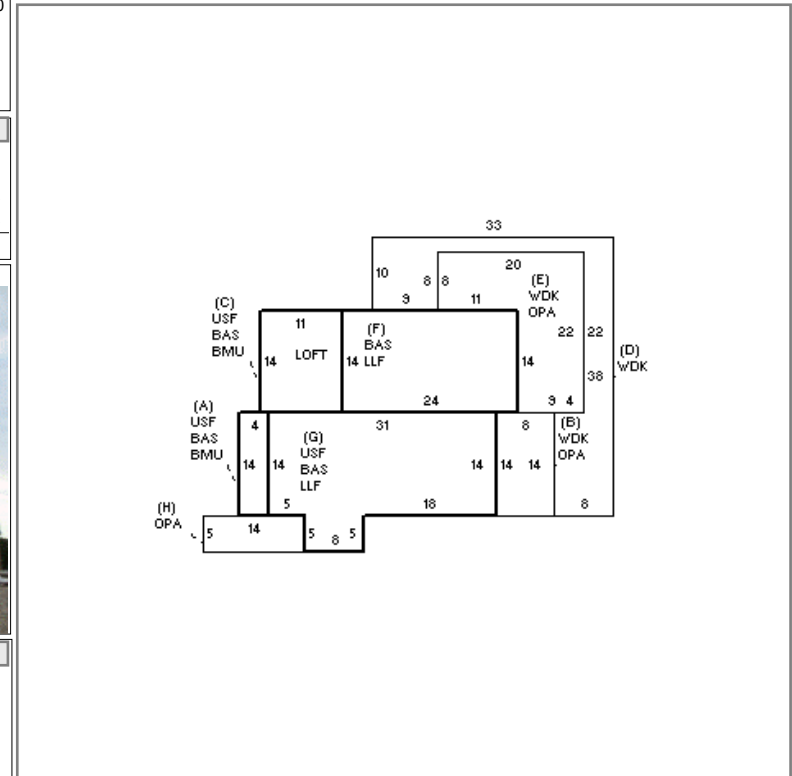 33
10
20
8 8
(E)
WDK
OPA
9
11
(C)
USF
BAS
BMU
11
(F)
BAS
LLF
14
LOFT
14
14
22
22
(D)
WDK
38
24
9 4
(A)
USF
BAS
BMU
4
31
8
(B)
WDK
OPA
(G)
USF
BAS
LLF
14
14
14
14
14
5
18
8
(H)
OPA
5
14
5
8
5